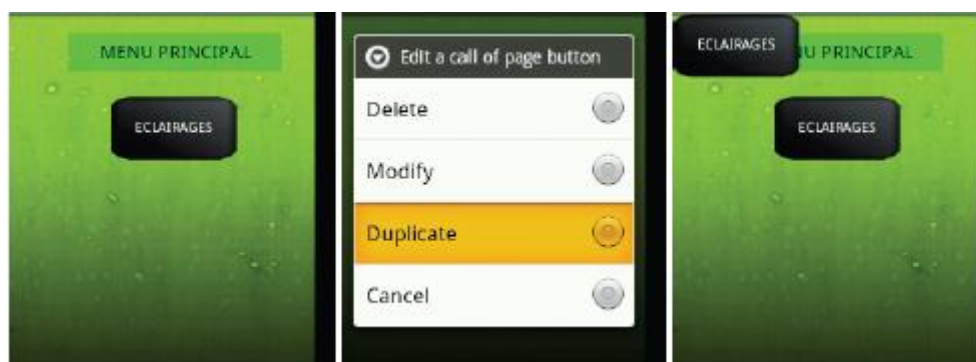 MENU PRINCIPAL
ECLAIRAGES
Edit a call of page button
Delete
Modify
Duplicate
Cancel
ECLAIRAGES
U PRINCIPAL
ECLAIRAGES